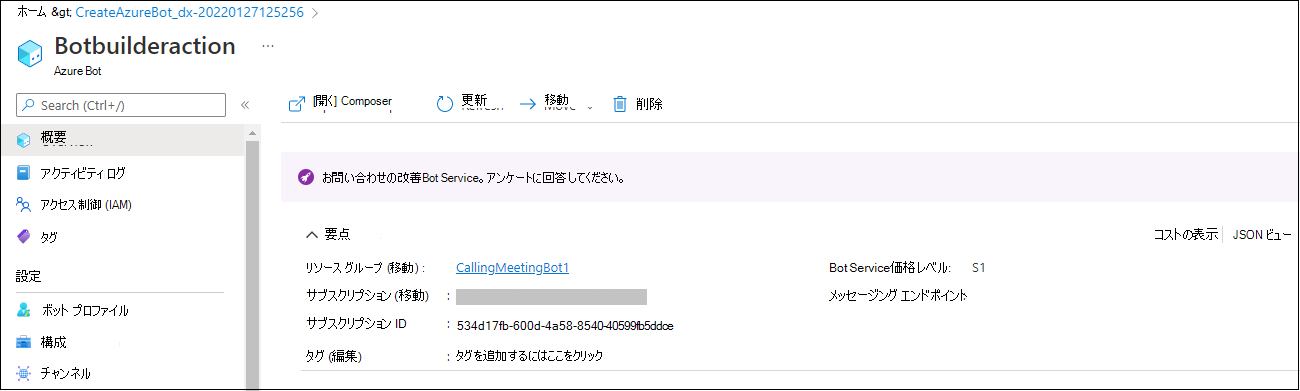 ホーム &gt; CreateAzureBot_dx-20220127125256 >
Botbuilderaction ...
Azure Bot
Search (Ctrl+/) «
[開く] Composer 更新 移動 削除
概要
お問い合わせの改善Bot Service。アンケートに回答してください。
アクティビティ ログ
アクセス制御 (IAM)
タグ
要点 コストの表示 JSON ビュー
設定
リソース グループ (移動) : CallingMeetingBot1 Bot Service価格レベル: S1
ボット プロファイル
サブスクリプション (移動) : メッセージング エンドポイント
構成
サブスクリプション ID : 534d17fb-600d-4a58-8540-40599fb5ddce
チャンネル
タグ (編集) : タグを追加するにはここをクリック